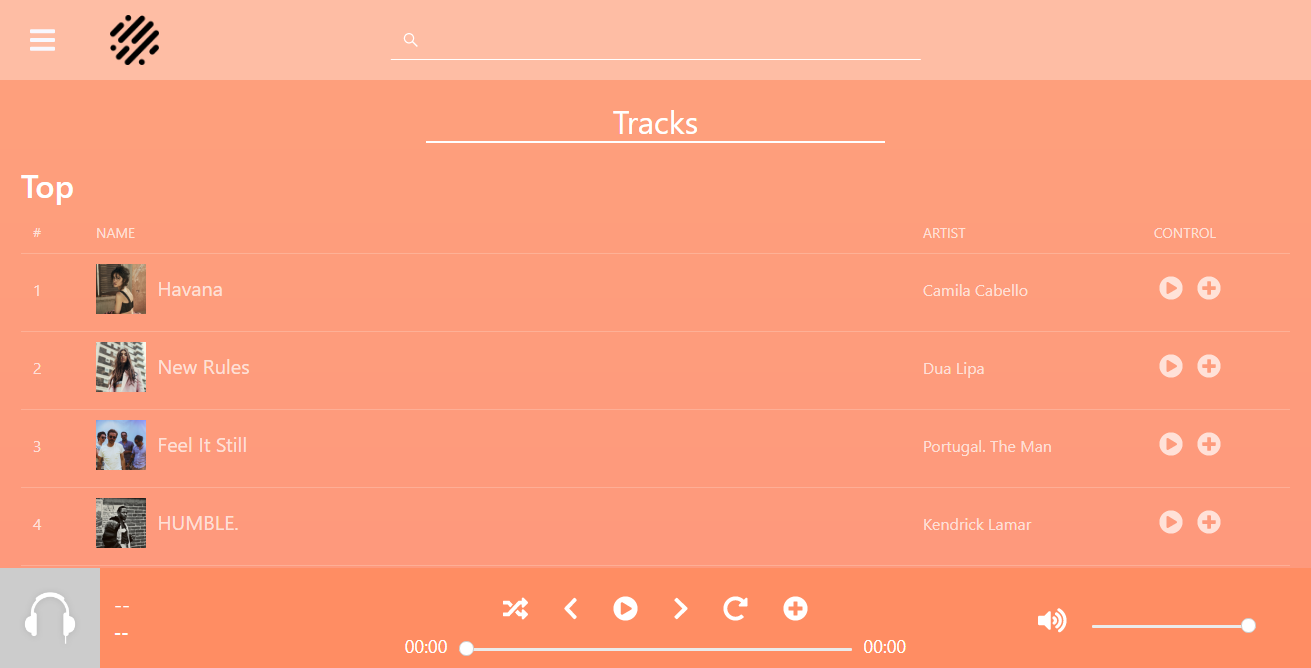 Tracks
Top
# NAME ARTIST CONTROL
1 Havana Camila Cabello
2 New Rules Dua Lipa
3 Feel It Still Portugal. The Man
4 HUMBLE. Kendrick Lamar
--
--
00:00 00:00